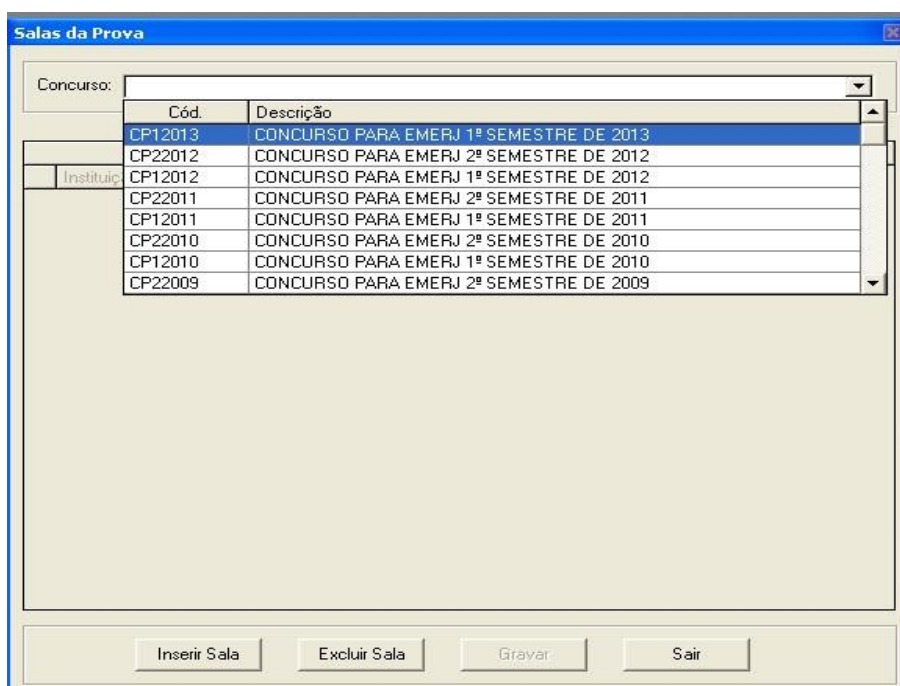 Salas da Prova
Concurso:
Cód. Descrição
CP12013 CONCURSO PARA EMERJ 1º SEMESTRE DE 2013
CP22012 CONCURSO PARA EMERJ 2º SEMESTRE DE 2012
Instituiç CP12012 CONCURSO PARA EMERJ 1º SEMESTRE DE 2012
CP22011 CONCURSO PARA EMERJ 2º SEMESTRE DE 2011
CP12011 CONCURSO PARA EMERJ 1º SEMESTRE DE 2011
CP22010 CONCURSO PARA EMERJ 2º SEMESTRE DE 2010
CP12010 CONCURSO PARA EMERJ 1º SEMESTRE DE 2010
CP22009 CONCURSO PARA EMERJ 2º SEMESTRE DE 2009
Inserir Sala Excluir Sala Gravar Sair